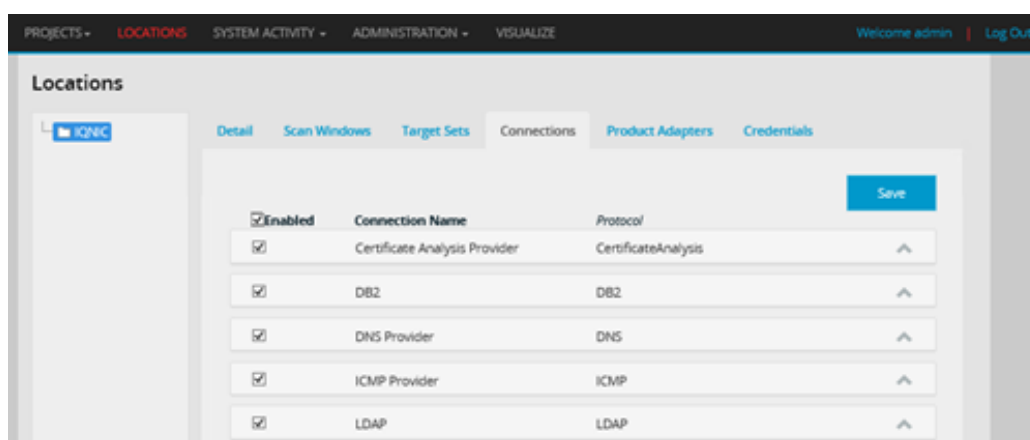 PROJECTS LOCATIONS SYSTEM ACTIVITY ADMINISTRATION VISUALIZE Welcome admin | Log Out
Locations
IQNIC
Detail Scan Windows Target Sets Connections Product Adapters Credentials
Save
Enabled Connection Name Protocol
Certificate Analysis Provider CertificateAnalysis
DB2 DB2
DNS Provider DNS
ICMP Provider ICMP
LDAP LDAP